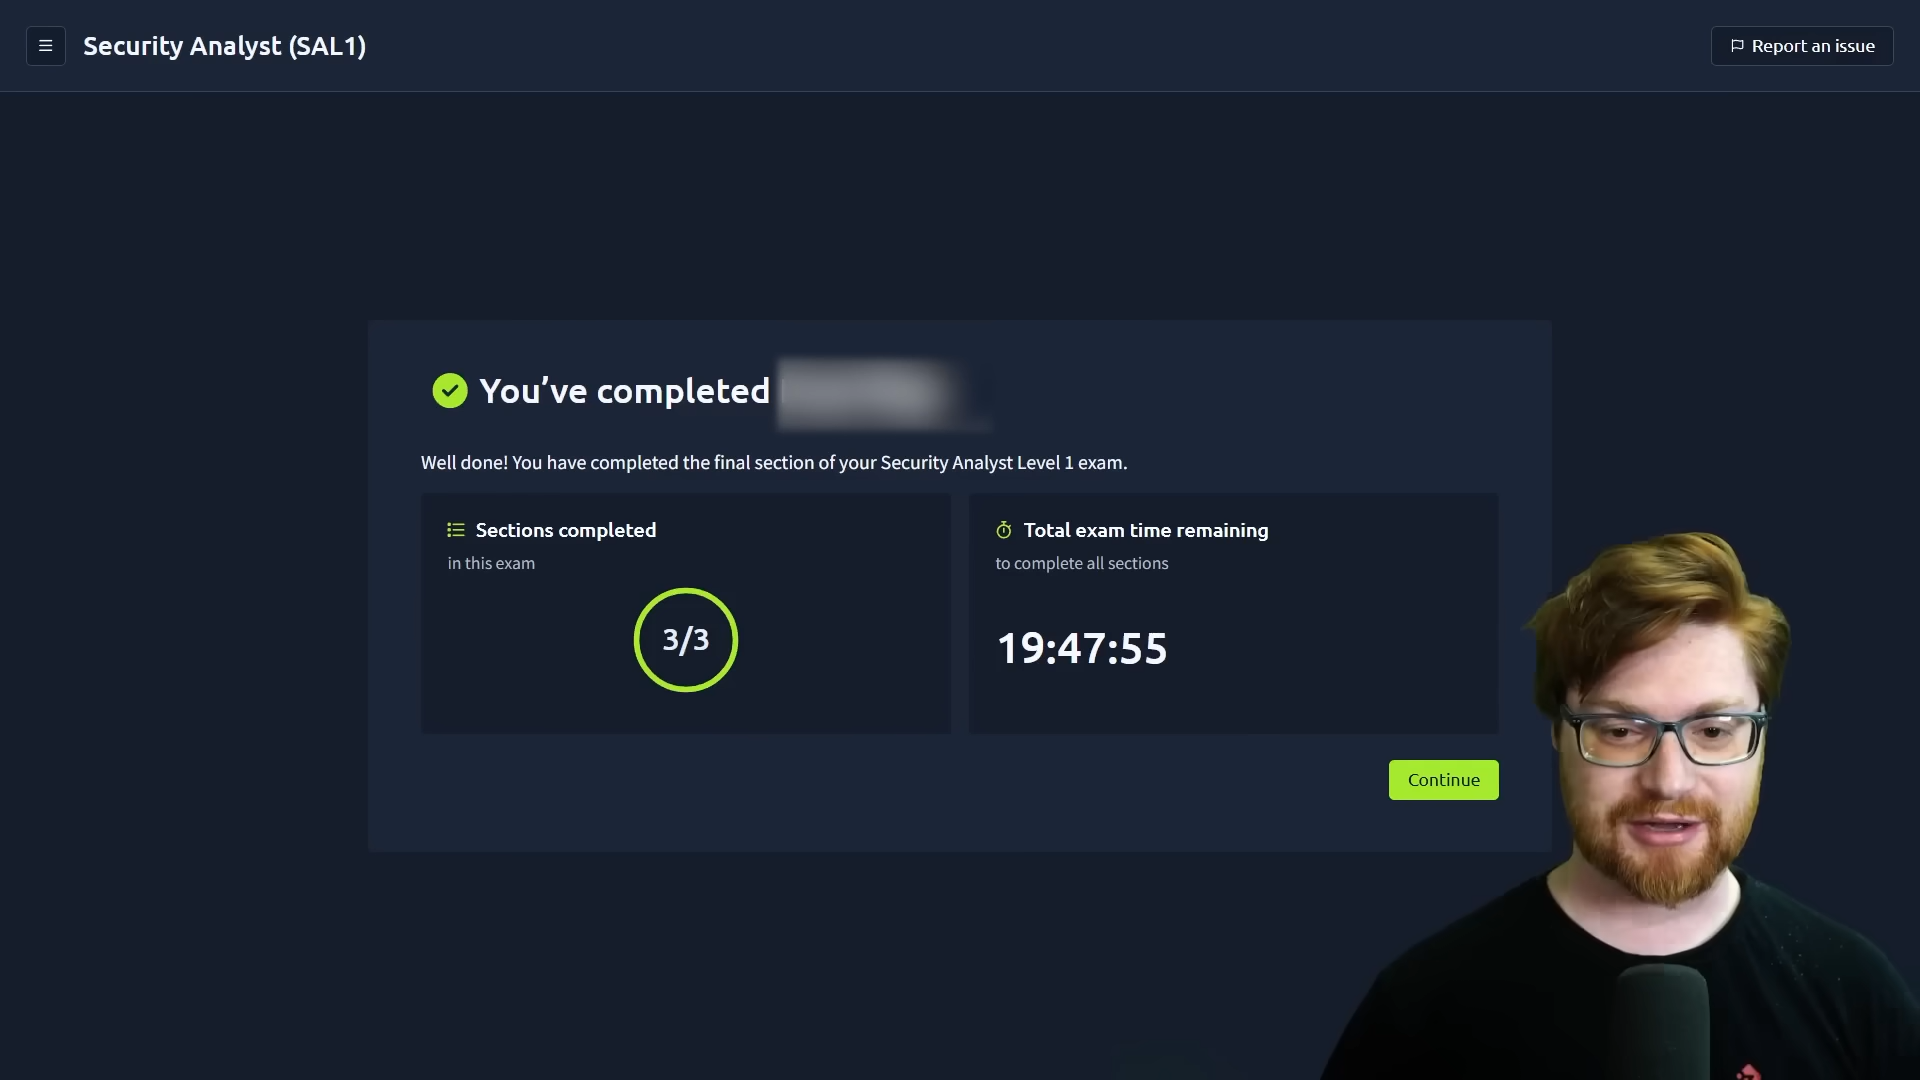 Security Analyst (SAL1)
Report an issue
You’ve completed
Well done! You have completed the final section of your Security Analyst Level 1 exam.
Sections completed
in this exam
3/3
Total exam time remaining
to complete all sections
19:47:55
Continue